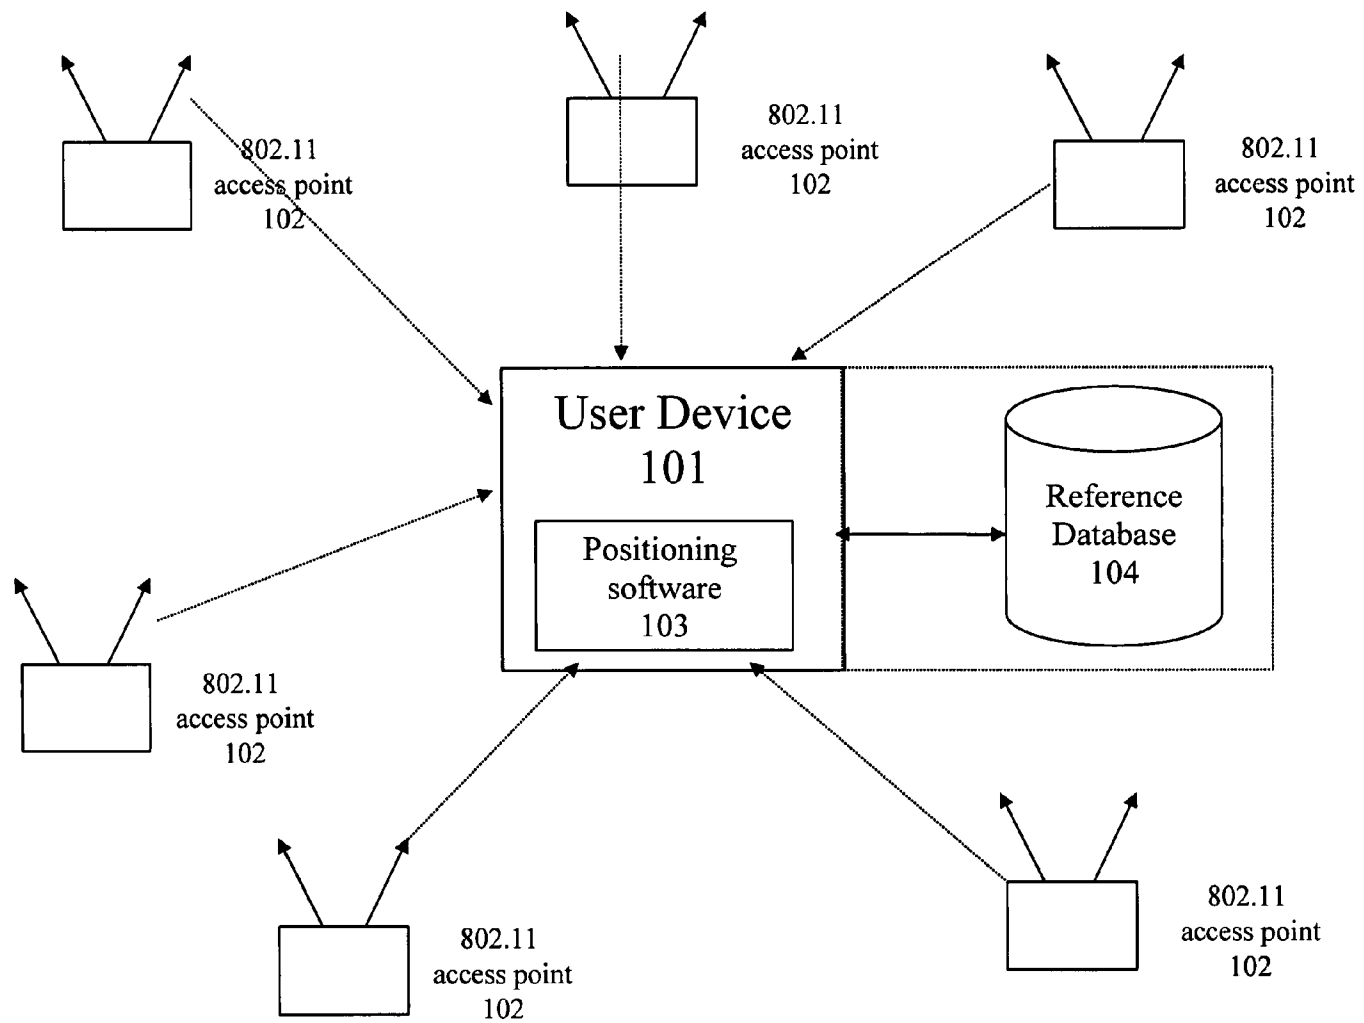 802.11
access point
102
802.11
access point
102
802.11
access point
102
User Device
101
Positioning
software
103
Reference
Database
104
802.11
access point
102
802.11
access point
102
802.11
access point
102